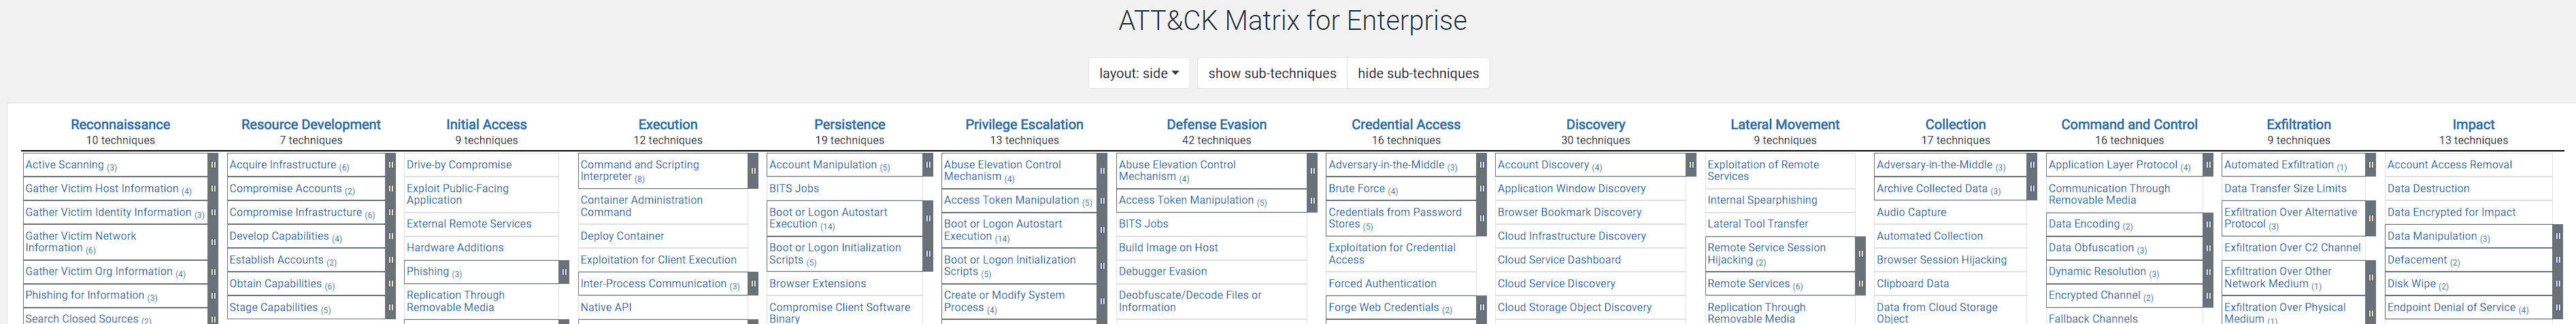 ATT&CK Matrix for Enterprise
layout: side
show sub-techniques
hide sub-techniques
Reconnaissance
10 techniques
Active Scanning (3)
Gather Victim Host Information (4)
Gather Victim Identity Information (3)
Gather Victim Network
Information (6)
Gather Victim Org Information (4)
Phishing for Information (3)
Search Closed Sources (2)
Resource Development
7 techniques
Acquire Infrastructure (6)
Compromise Accounts (2)
Compromise Infrastructure (6)
Develop Capabilities (4)
Establish Accounts (2)
Obtain Capabilities (6)
Stage Capabilities (5)
Initial Access
9 techniques
Drive-by Compromise
Exploit Public-Facing
Application
External Remote Services
Hardware Additions
Phishing (3)
Replication Through
Removable Media
Execution
12 techniques
Command and Scripting
Interpreter (8)
Container Administration
Command
Deploy Container
Exploitation for Client Execution
Inter-Process Communication (3)
Native API
Persistence
19 techniques
Account Manipulation (5)
BITS Jobs
Boot or Logon Autostart
Execution (14)
Boot or Logon Initialization
Scripts (5)
Browser Extensions
Compromise Client Software
Binary
Privilege Escalation
13 techniques
Abuse Elevation Control
Mechanism (4)
Access Token Manipulation (5)
Boot or Logon Autostart
Execution (14)
Boot or Logon Initialization
Scripts (5)
Create or Modify System
Process (4)
Defense Evasion
42 techniques
Abuse Elevation Control
Mechanism (4)
Access Token Manipulation (5)
BITS Jobs
Build Image on Host
Debugger Evasion
Deobfuscate/Decode Files or
Information
Credential Access
16 techniques
Adversary-in-the-Middle (3)
Brute Force (4)
Credentials from Password
Stores (5)
Exploitation for Credential
Access
Forced Authentication
Forge Web Credentials (2)
Discovery
30 techniques
Account Discovery (4)
Application Window Discovery
Browser Bookmark Discovery
Cloud Infrastructure Discovery
Cloud Service Dashboard
Cloud Service Discovery
Cloud Storage Object Discovery
Lateral Movement
9 techniques
Exploitation of Remote
Services
Internal Spearphishing
Lateral Tool Transfer
Remote Service Session
Hijacking (2)
Remote Services (6)
Replication Through
Removable Media
Collection
17 techniques
Adversary-in-the-Middle (3)
Archive Collected Data (3)
Audio Capture
Automated Collection
Browser Session Hijacking
Clipboard Data
Data from Cloud Storage
Object
Command and Control
16 techniques
Application Layer Protocol (4)
Communication Through
Removable Media
Data Encoding (2)
Data Obfuscation (3)
Dynamic Resolution (3)
Encrypted Channel (2)
Fallback Channels
Exfiltration
9 techniques
Automated Exfiltration (1)
Data Transfer Size Limits
Exfiltration Over Alternative
Protocol (3)
Exfiltration Over C2 Channel
Exfiltration Over Other
Network Medium (1)
Exfiltration Over Physical
Medium (1)
Impact
13 techniques
Account Access Removal
Data Destruction
Data Encrypted for Impact
Data Manipulation (3)
Defacement (2)
Disk Wipe (2)
Endpoint Denial of Service (4)